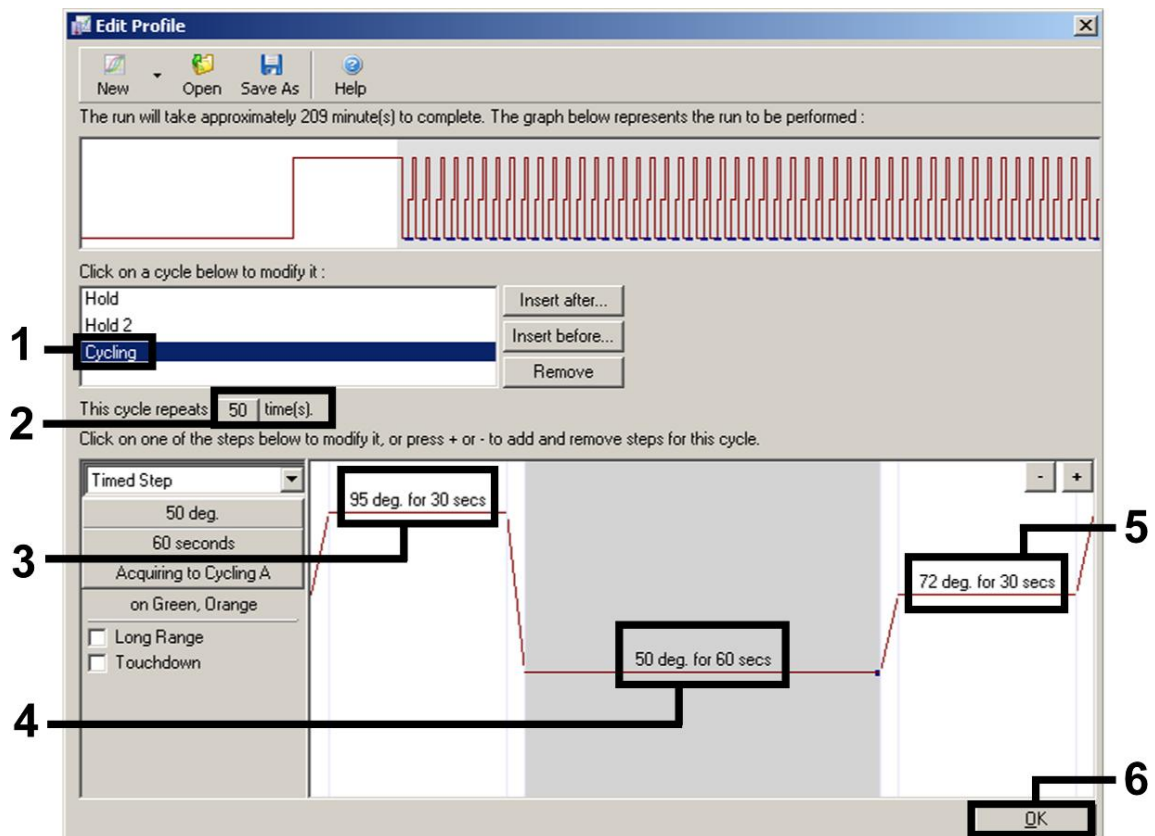 Edit Profile
New Open Save As Help
The run will take approximately 209 minute(s) to complete. The graph below represents the run to be performed :
Click on a cycle below to modify it :
Hold
Hold 2
Cycling
Insert after...
Insert before...
Remove
1
This cycle repeats 50 time(s).
2
Click on one of the steps below to modify it, or press + or - to add and remove steps for this cycle.
Timed Step
50 deg.
60 seconds
Acquiring to Cycling A
on Green, Orange
Long Range
Touchdown
- +
95 deg. for 30 secs
3
50 deg. for 60 secs
4
72 deg. for 30 secs
5
OK
6